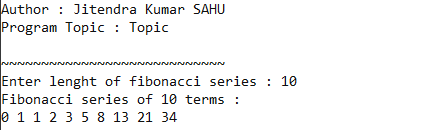 Author : Jitendra Kumar SAHU
Program Topic : Topic
~~~~~~~~~~~~~~~~~~~~~~~~~~~~
Enter lenght of fibonacci series : 10
Fibonacci series of 10 terms :
0 1 1 2 3 5 8 13 21 34